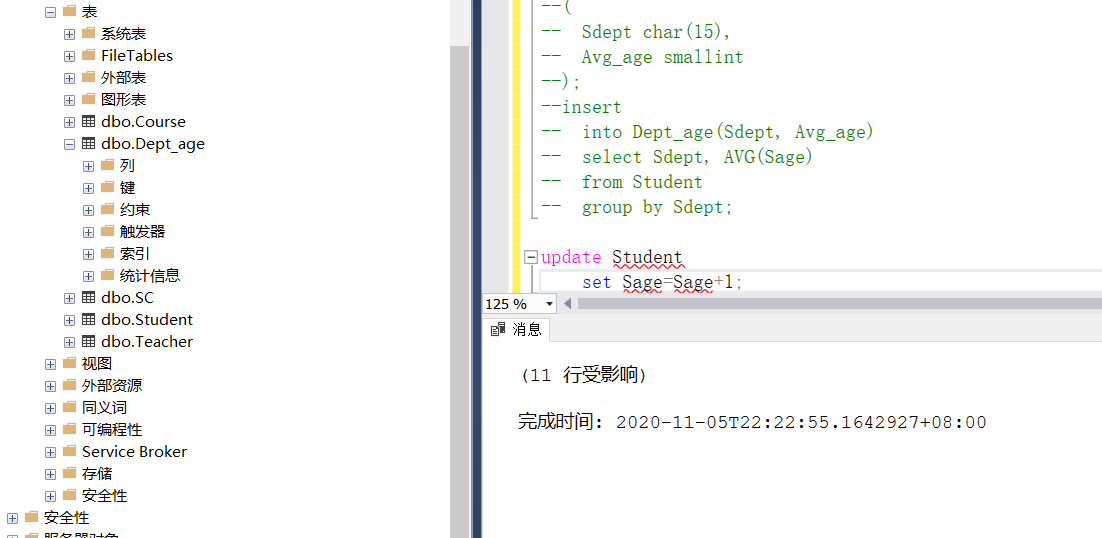 表
系统表
FileTables
外部表
图形表
dbo.Course
dbo.Dept_age
列
键
约束
触发器
索引
统计信息
dbo.SC
dbo.Student
dbo.Teacher
视图
外部资源
同义词
可编程性
Service Broker
存储
安全性
安全性
服务器对象
--(
--  Sdept char(15),
--  Avg_age smallint
--);
--insert
--  into Dept_age(Sdept, Avg_age)
--  select Sdept, AVG(Sage)
--  from Student
--  group by Sdept;
update Student
set Sage=Sage+1;
125 %
消息
(11 行受影响)
完成时间: 2020-11-05T22:22:55.1642927+08:00